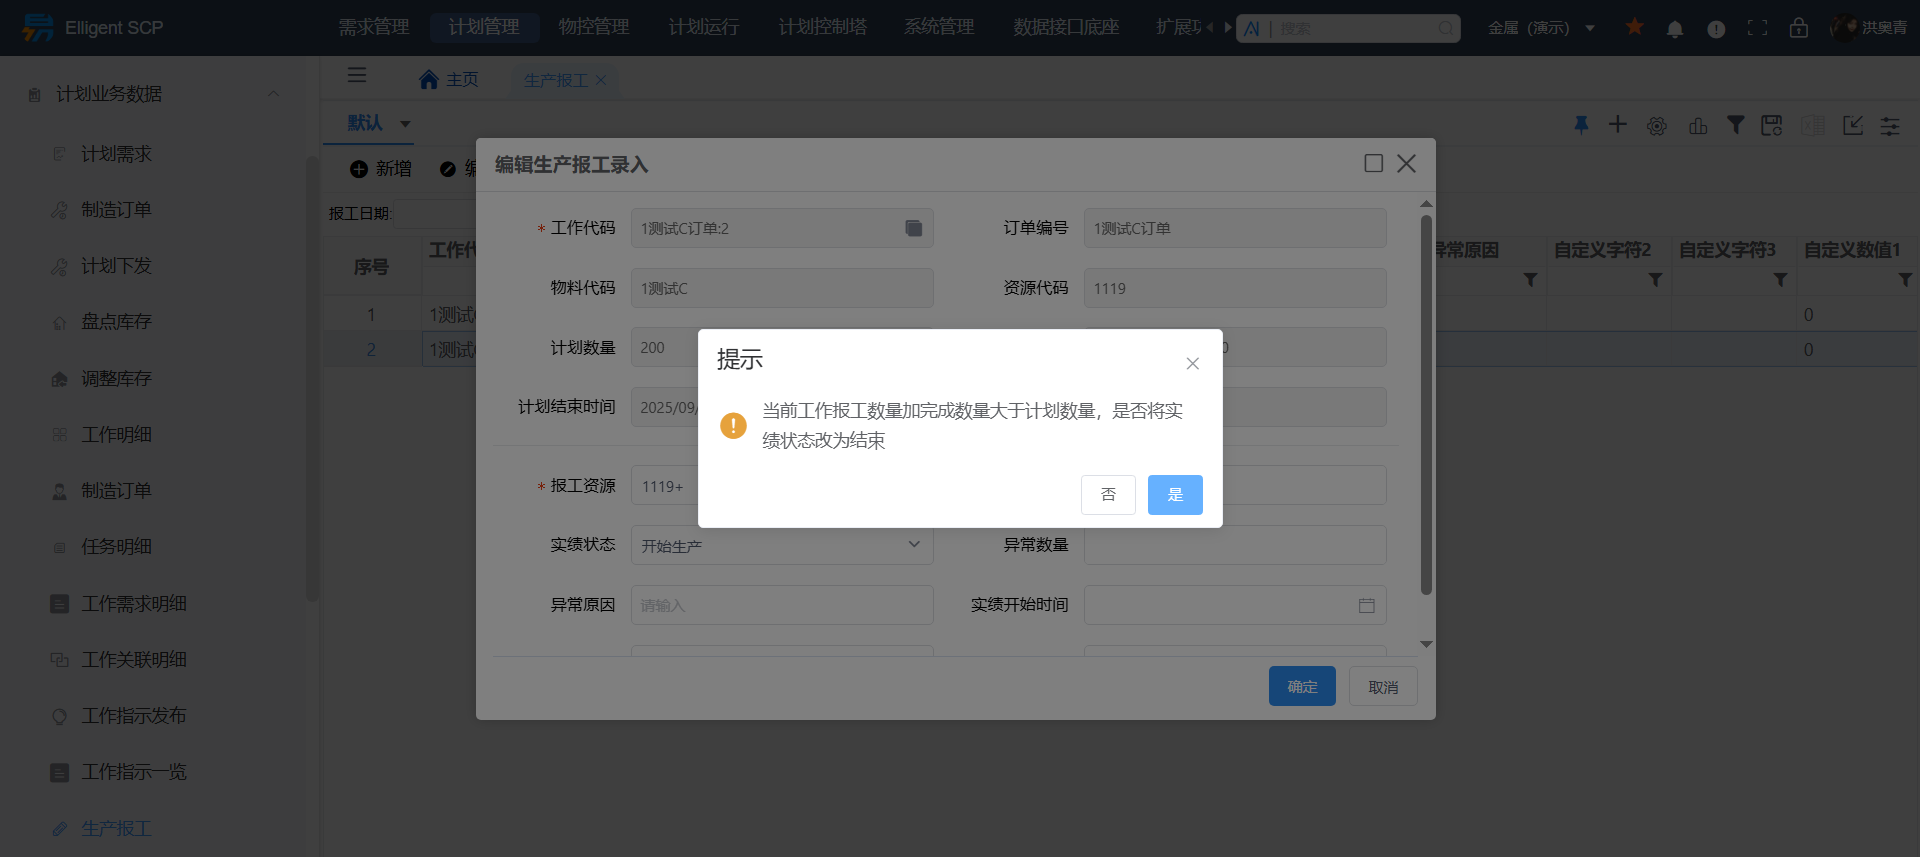 Elligent SCP
需求管理 计划管理 物控管理 计划运行 计划控制塔 系统管理 数据接口底座 扩展 AI 搜索 金属（演示） 洪奥青
计划业务数据
计划需求
制造订单
计划下发
盘点库存
调整库存
工作明细
制造订单
任务明细
工作需求明细
工作关联明细
工作指示发布
工作指示一览
生产报工
主页 生产报工
默认
新增
报工日期:
序号 工作代 异常原因 自定义字符2 自定义字符3 自定义数值1
1 1测试 0
2 1测试 0
编辑生产报工录入
* 工作代码 1测试C订单:2 订单编号 1测试C订单
物料代码 1测试C 资源代码 1119
计划数量 200 0
计划结束时间 2025/09/
* 报工资源 1119+
实绩状态 开始生产 异常数量
异常原因 请输入 实绩开始时间
确定 取消
提示
当前工作报工数量加完成数量大于计划数量，是否将实
绩状态改为结束
否 是